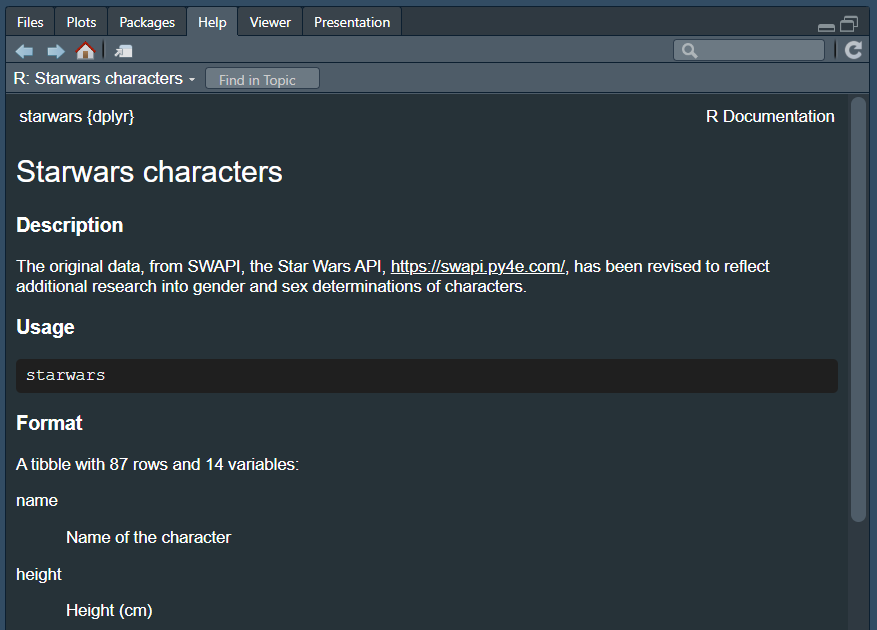 Files Plots Packages Help Viewer Presentation
R: Starwars characters Find in Topic
starwars {dplyr} R Documentation
Starwars characters
Description
The original data, from SWAPI, the Star Wars API, https://swapi.py4e.com/, has been revised to reflect
additional research into gender and sex determinations of characters.
Usage
starwars
Format
A tibble with 87 rows and 14 variables:
name
Name of the character
height
Height (cm)